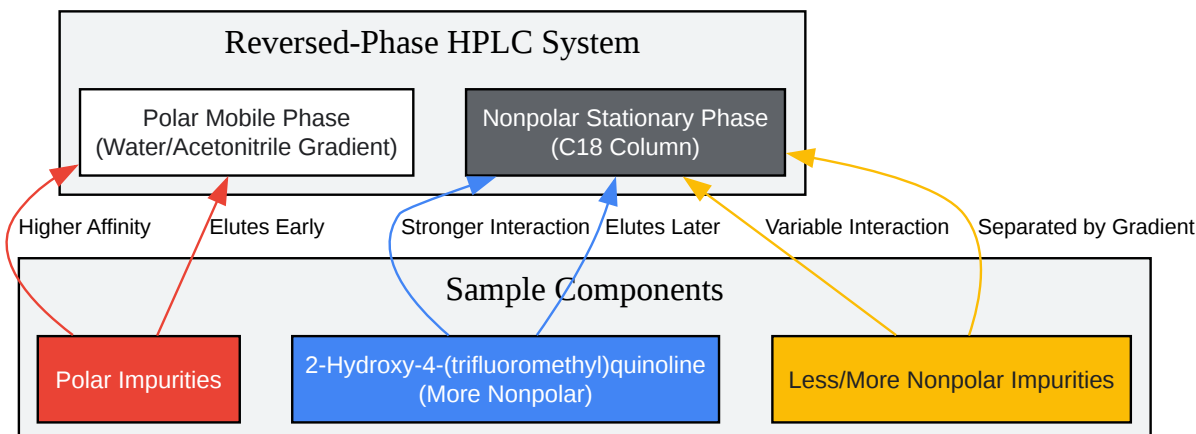 Reversed-Phase HPLC System
Polar Mobile Phase
(Water/Acetonitrile Gradient)
Nonpolar Stationary Phase
(C18 Column)
Higher Affinity
Elutes Early
Stronger Interaction
Elutes Later
Variable Interaction
Separated by Gradient
Sample Components
Polar Impurities
2-Hydroxy-4-(trifluoromethyl)quinoline
(More Nonpolar)
Less/More Nonpolar Impurities